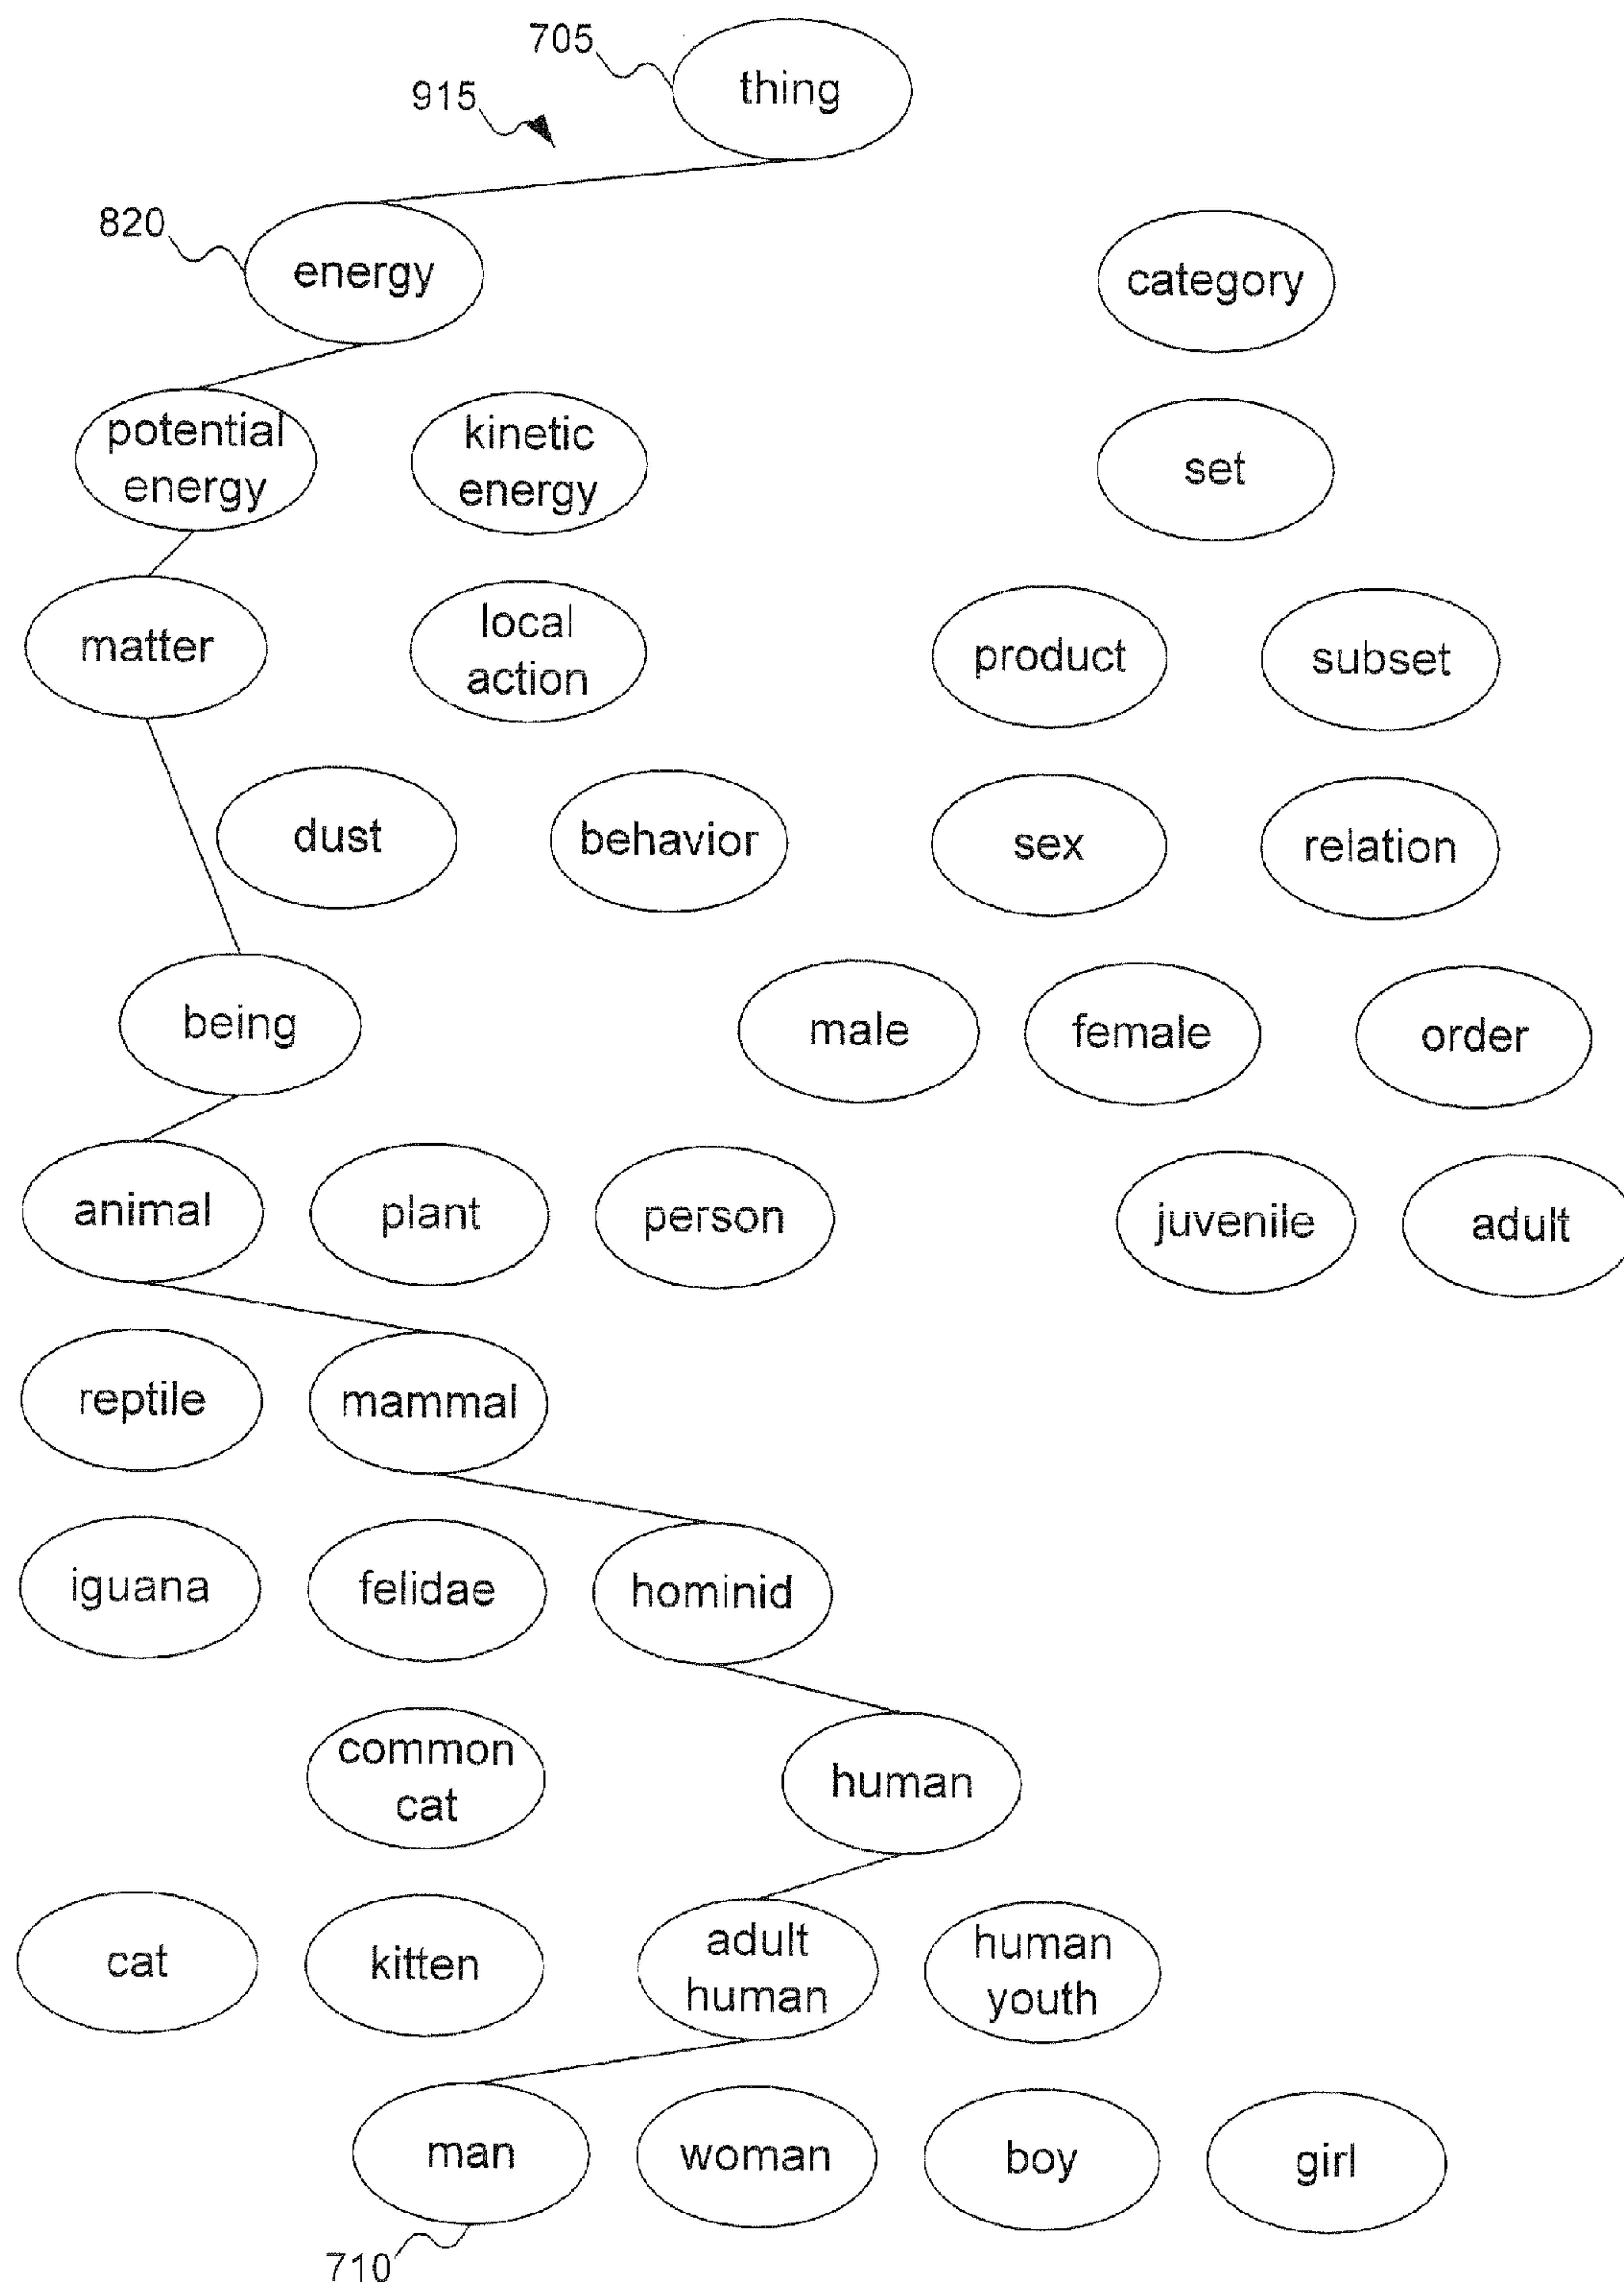 705
thing
915
820
energy
category
potential
energy
kinetic
energy
set
matter
local
action
product
subset
dust
behavior
sex
relation
being
male
female
order
animal
plant
person
juvenile
adult
reptile
mammal
iguana
felidae
hominid
common
cat
human
cat
kitten
adult
human
human
youth
man
woman
boy
girl
710